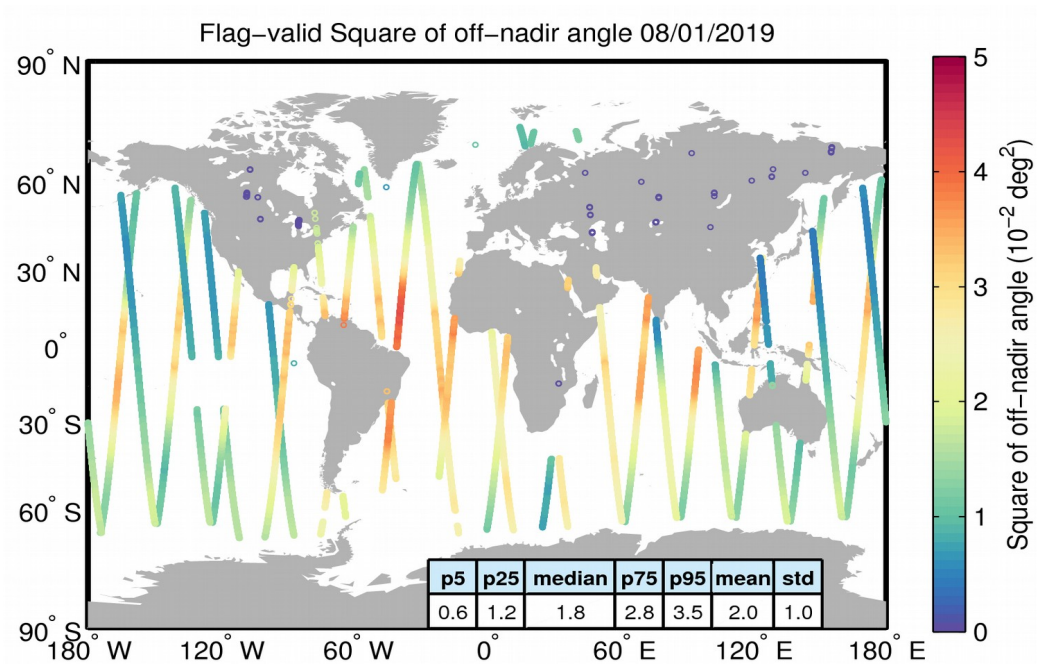 Flag−valid Square of off−nadir angle 08/01/2019
90° N
60° N
30° N
0°
30° S
60° S
90° S
180° W
120° W
60° W
0°
60° E
120° E
180° E
p5 p25 median p75 p95 mean std
0.6 1.2 1.8 2.8 3.5 2.0 1.0
5
4
3
2
1
0
Square of off−nadir angle (10⁻² deg²)